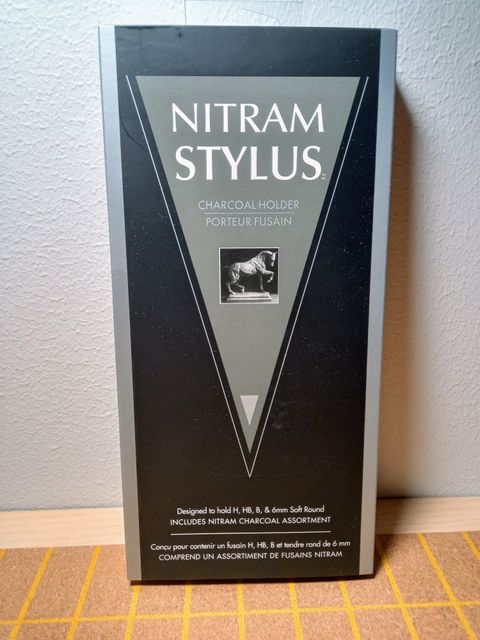 NITRAM
STYLUS
CHARCOAL HOLDER
PORTEUR FUSAIN
Designed to hold H, HB, B, & 6mm Soft Round
INCLUDES NITRAM CHARCOAL ASSORTMENT
Conçu pour contenir un fusain H, HB, B et tendre rond de 6 mm
COMPREND UN ASSORTIMENT DE FUSAINS NITRAM